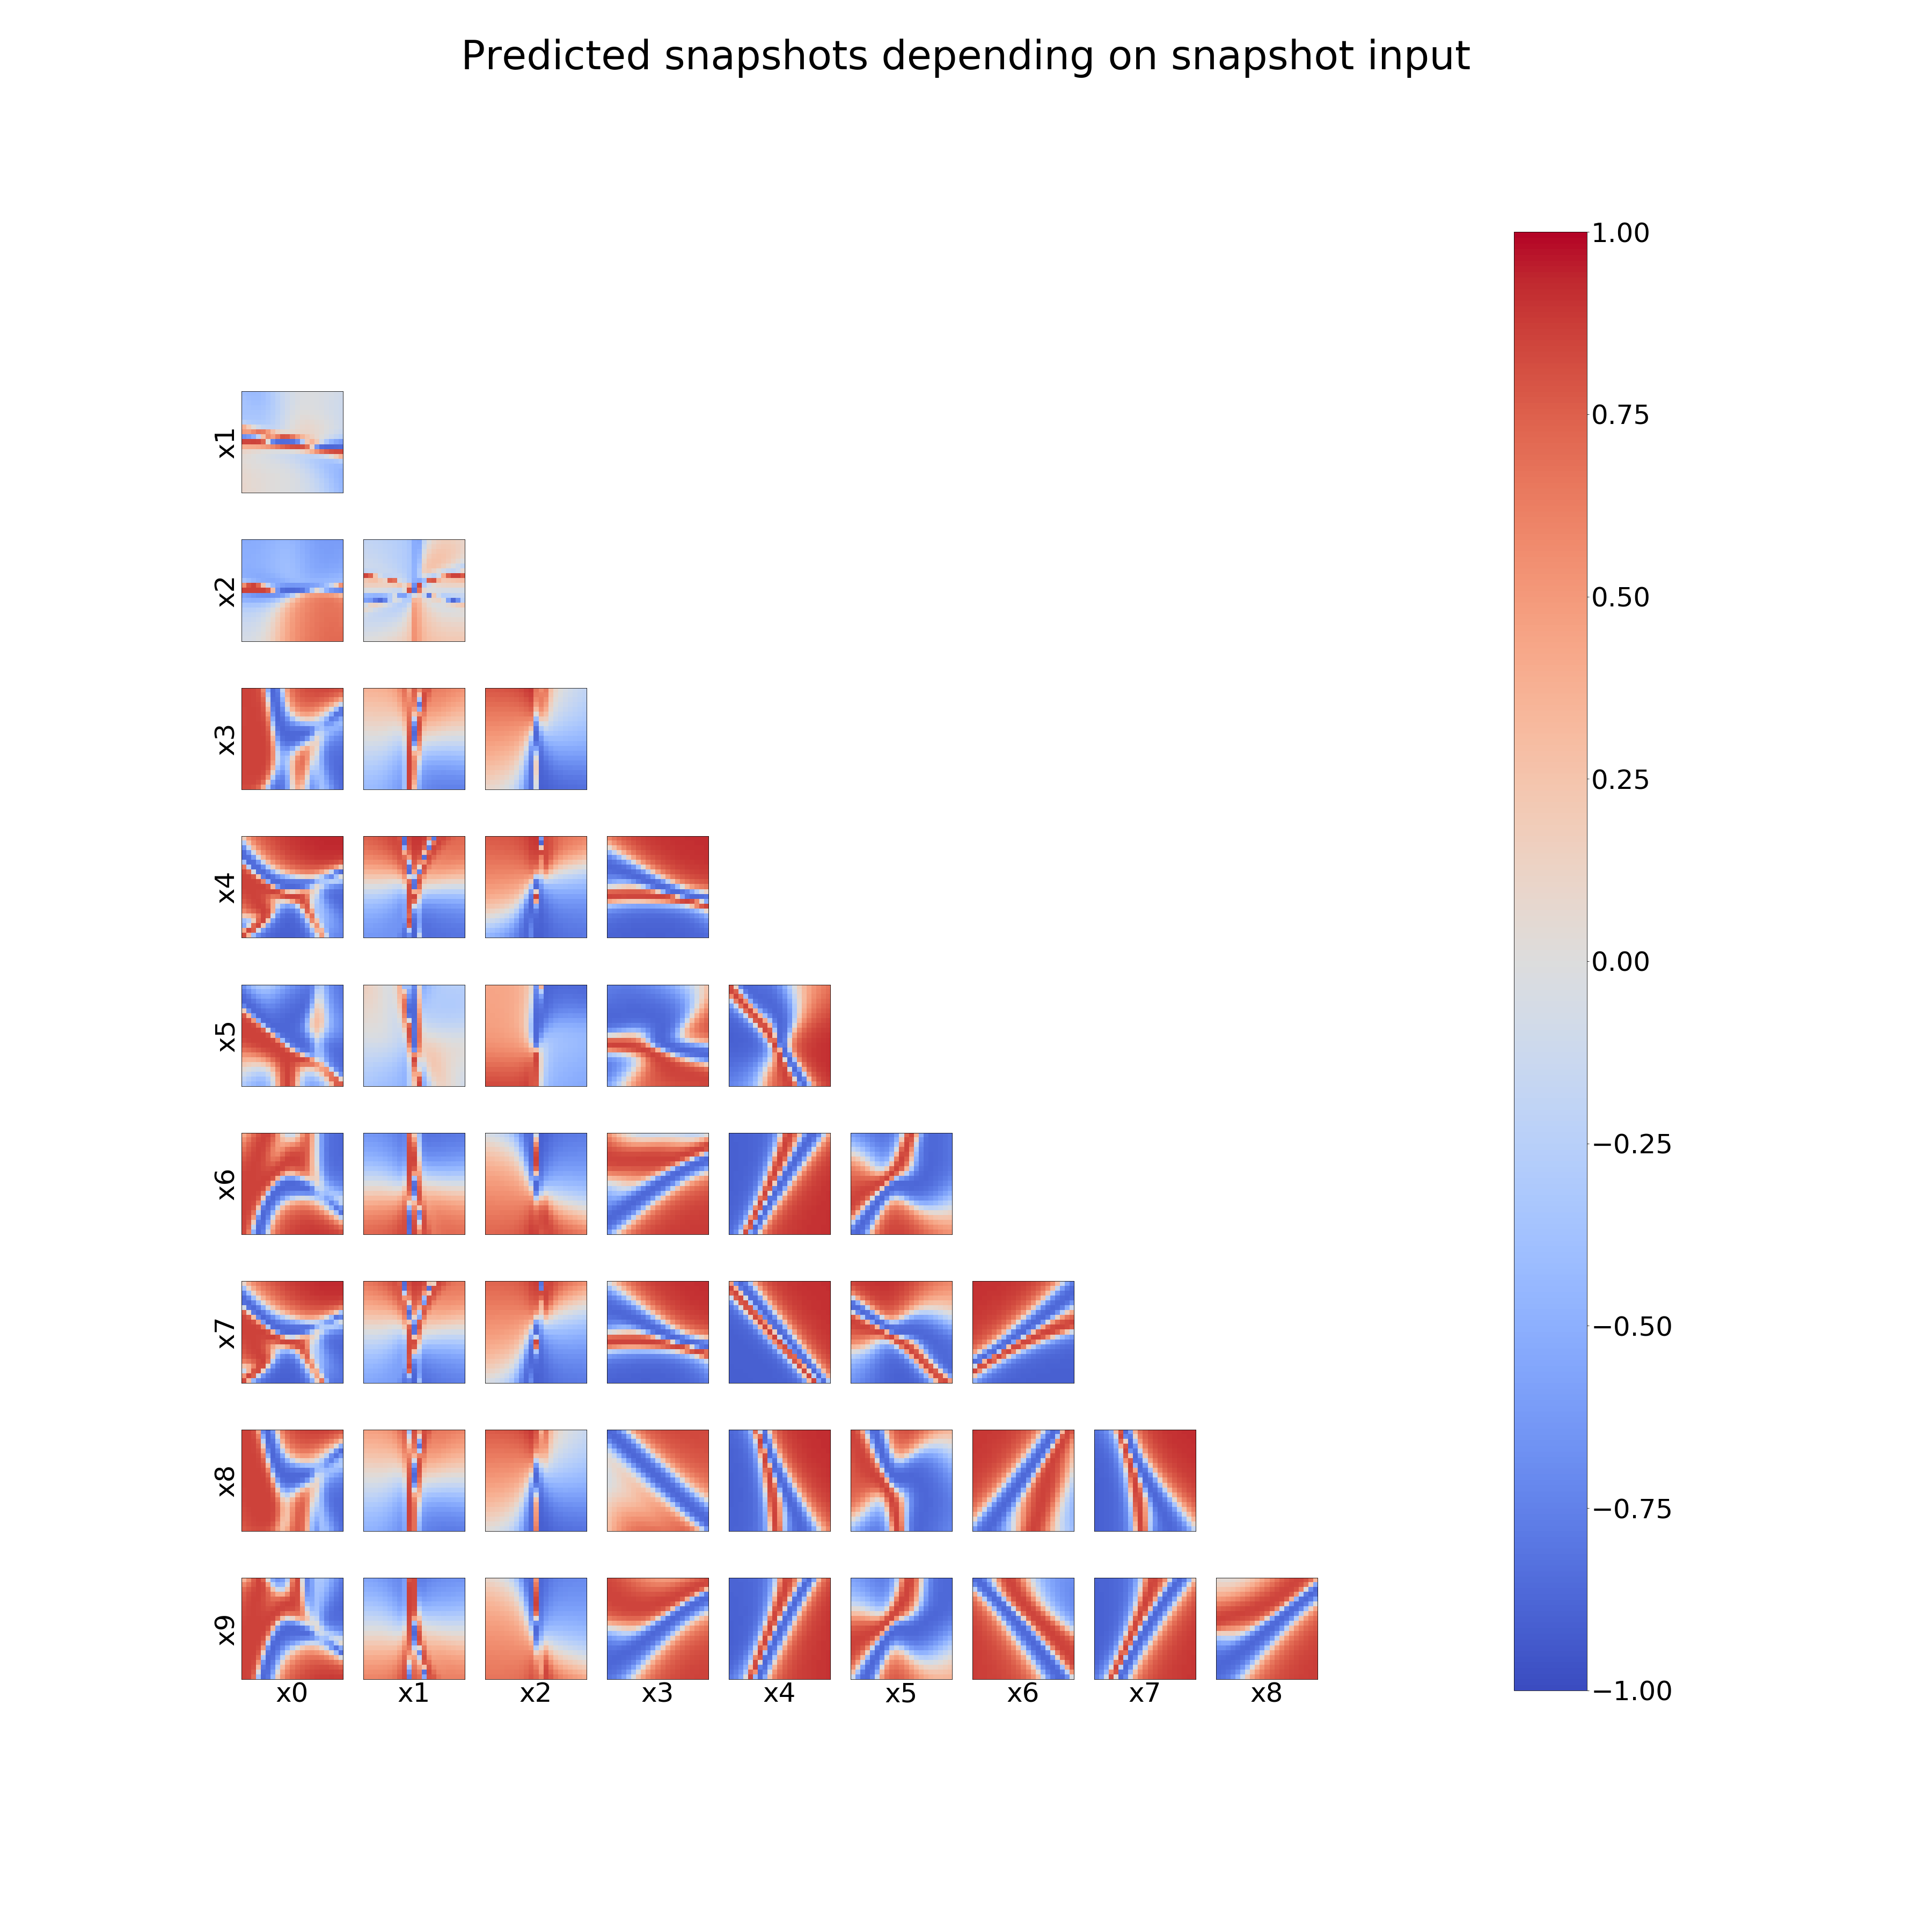 Predicted snapshots depending on snapshot input
1.00
0.75
0.50
0.25
0.00
−0.25
−0.50
−0.75
−1.00
x1
x2
x3
x4
x5
x6
x7
x8
x9
x0 x1 x2 x3 x4 x5 x6 x7 x8